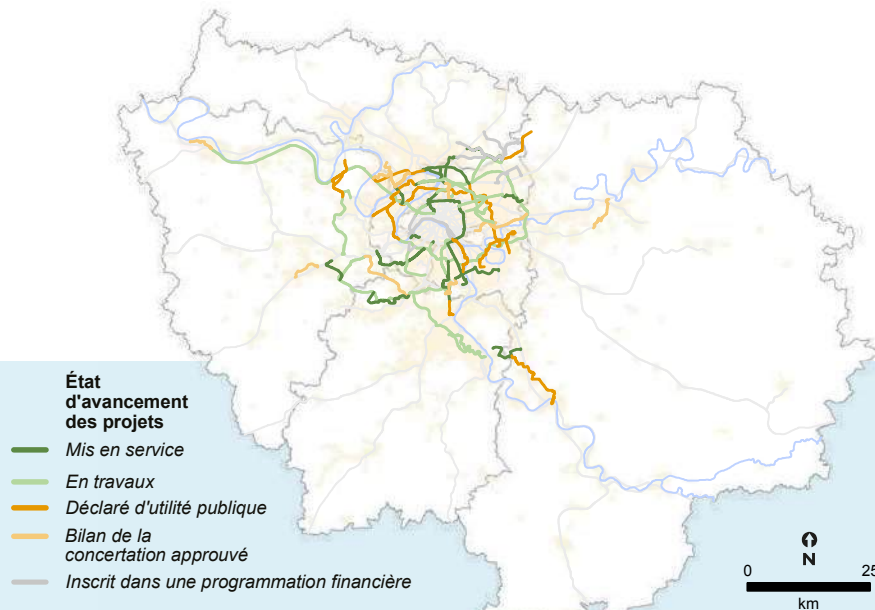 État
d'avancement
des projets
Mis en service
En travaux
Déclaré d'utilité publique
Bilan de la
concertation approuvé
Inscrit dans une programmation financière
N
0 25
km